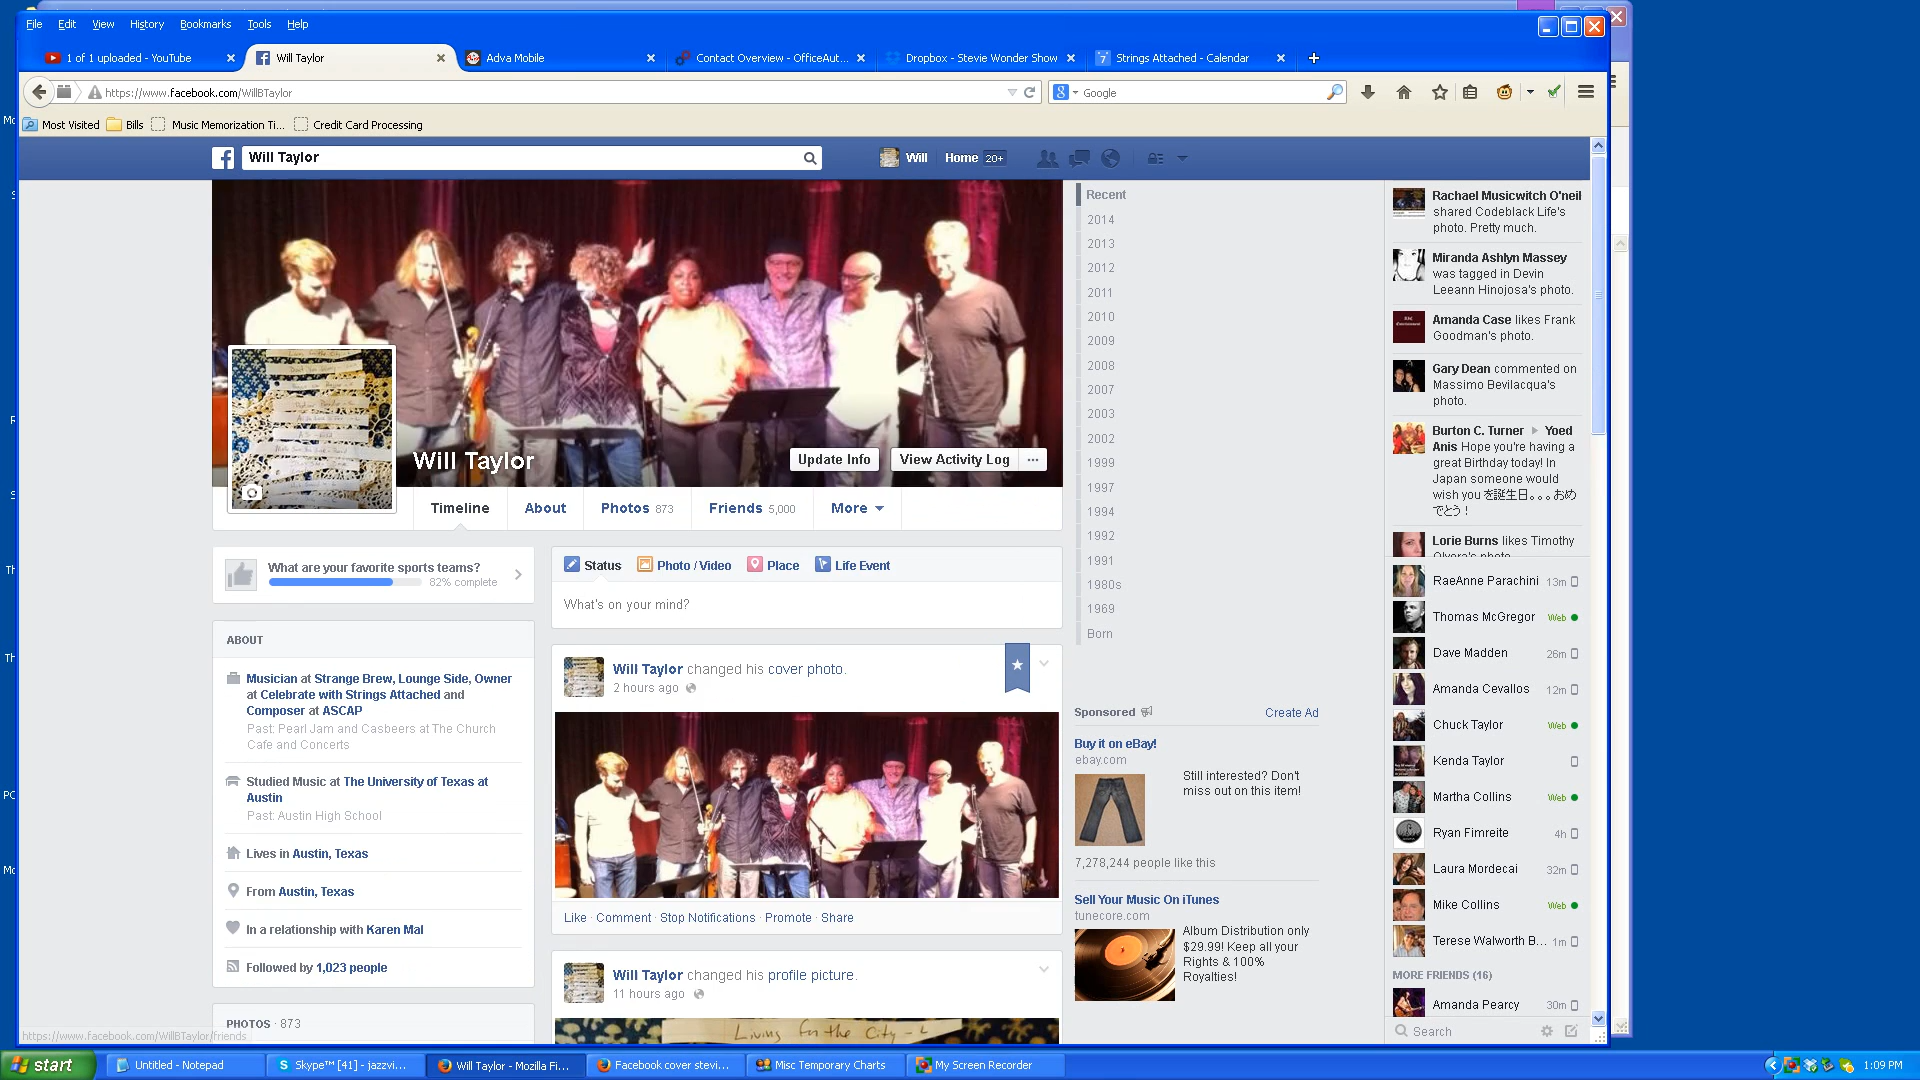 File Edit View History Bookmarks Tools Help
1 of 1 uploaded - YouTube
Will Taylor
Adva Mobile
Contact Overview - OfficeAut...
Dropbox - Stevie Wonder Show
Strings Attached - Calendar
https://www.facebook.com/WillBTaylor
Google
Most Visited Bills Music Memorization Ti... Credit Card Processing
Will Taylor
Will Home 20+
Will Taylor
Update Info View Activity Log ...
Timeline About Photos 873 Friends 5,000 More
What are your favorite sports teams?
82% complete
ABOUT
Musician at Strange Brew, Lounge Side, Owner
at Celebrate with Strings Attached and
Composer at ASCAP
Past: Pearl Jam and Casbeers at The Church
Cafe and Concerts
Studied Music at The University of Texas at
Austin
Past: Austin High School
Lives in Austin, Texas
From Austin, Texas
In a relationship with Karen Mal
Followed by 1,023 people
PHOTOS · 873
https://www.facebook.com/WillBTaylor/friends
Status Photo / Video Place Life Event
What's on your mind?
Will Taylor changed his cover photo.
2 hours ago
Like · Comment · Stop Notifications · Promote · Share
Will Taylor changed his profile picture.
11 hours ago
Living for the City - 2
Recent
2014
2013
2012
2011
2010
2009
2008
2007
2003
2002
1999
1997
1994
1992
1991
1980s
1969
Born
Sponsored Create Ad
Buy it on eBay!
ebay.com
Still interested? Don't
miss out on this item!
7,278,244 people like this
Sell Your Music On iTunes
tunecore.com
Album Distribution only
$29.99! Keep all your
Rights & 100%
Royalties!
Rachael Musicwitch O'neil
shared Codeblack Life's
photo. Pretty much.
Miranda Ashlyn Massey
was tagged in Devin
Leeann Hinojosa's photo.
Amanda Case likes Frank
Goodman's photo.
Gary Dean commented on
Massimo Bevilacqua's
photo.
Burton C. Turner ▶ Yoed
Anis Hope you're having a
great Birthday today! In
Japan someone would
wish you を誕生日。。。おめ
でとう！
Lorie Burns likes Timothy
Olvera's photo
RaeAnne Parachini 13m
Thomas McGregor Web
Dave Madden 26m
Amanda Cevallos 12m
Chuck Taylor Web
Kenda Taylor
Martha Collins Web
Ryan Fimreite 4h
Laura Mordecai 32m
Mike Collins Web
Terese Walworth B... 1m
MORE FRIENDS (16)
Amanda Pearcy 30m
Search
start
Untitled - Notepad
Skype™ [41] - jazzvi...
Will Taylor - Mozilla Fi...
Facebook cover stevi...
Misc Temporary Charts
My Screen Recorder
1:09 PM